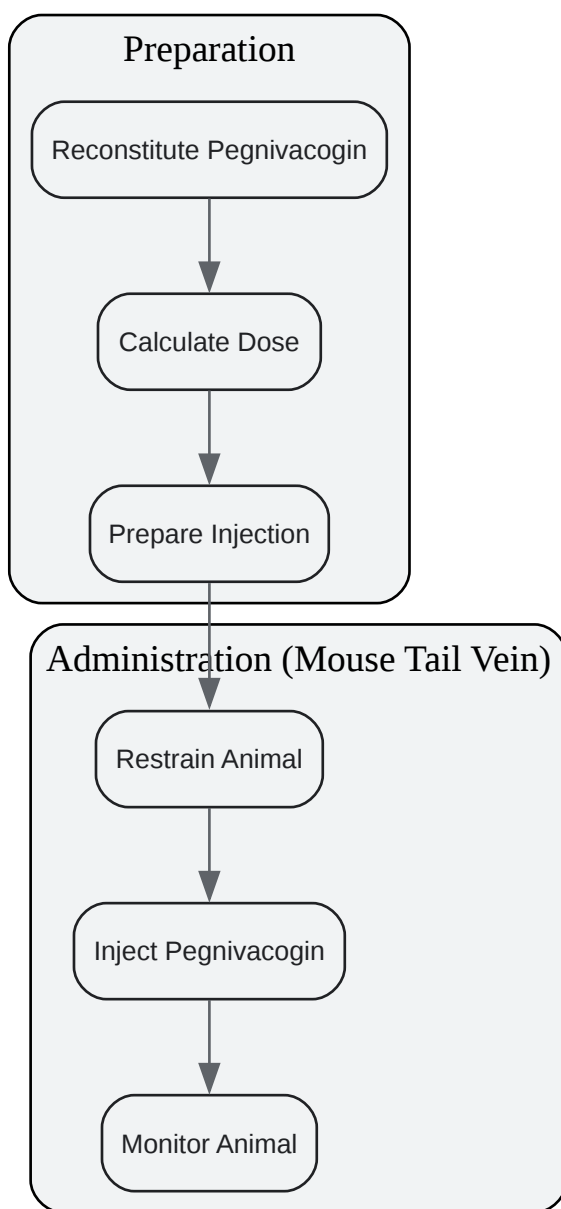 Preparation
Reconstitute Pegnivacogin
Calculate Dose
Prepare Injection
Administration (Mouse Tail Vein)
Restrain Animal
Inject Pegnivacogin
Monitor Animal